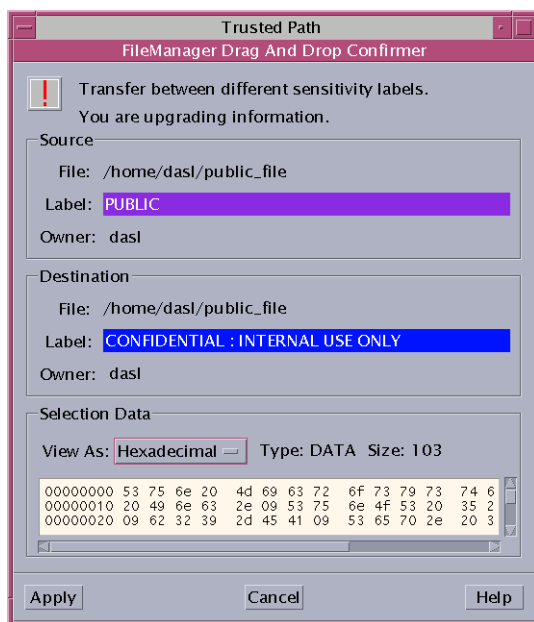 Trusted Path
FileManager Drag And Drop Confirmer
Transfer between different sensitivity labels.
You are upgrading information.
Source
File: /home/dasl/public_file
Label: PUBLIC
Owner: dasl
Destination
File: /home/dasl/public_file
Label: CONFIDENTIAL : INTERNAL USE ONLY
Owner: dasl
Selection Data
View As: Hexadecimal Type: DATA Size: 103
00000000 53 75 6e 20 4d 69 63 72 6f 73 79 73 74 6
00000010 20 49 6e 63 2e 09 53 75 6e 4f 53 20 35 2
00000020 09 62 32 39 2d 45 41 09 53 65 70 2e 20 3
Apply Cancel Help